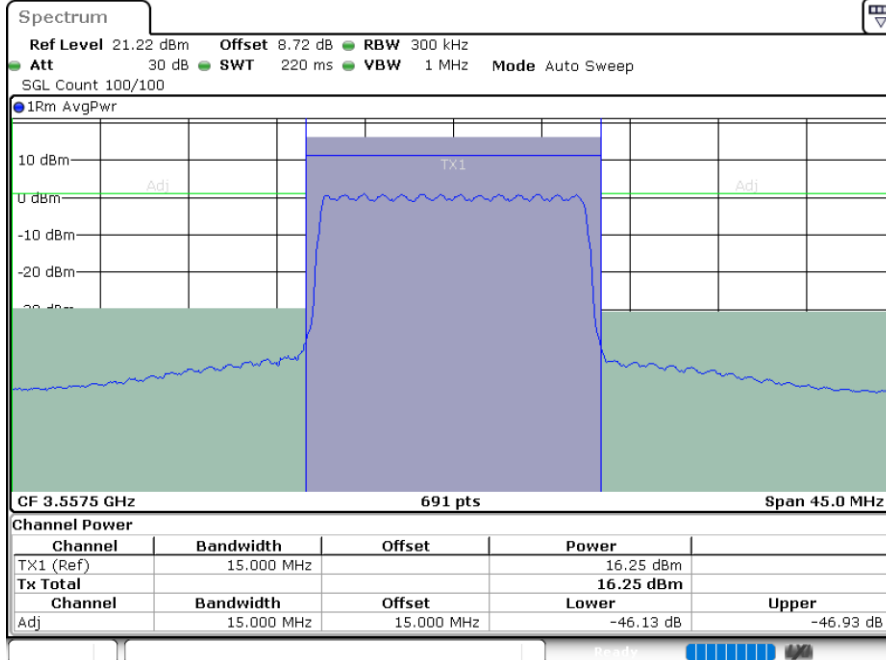 Spectrum
Ref Level 21.22 dBm Offset 8.72 dB RBW 300 kHz
Att 30 dB SWT 220 ms VBW 1 MHz Mode Auto Sweep
SGL Count 100/100
1Rm AvgPwr
10 dBm
TX1
Adj Adj
0 dBm
-10 dBm
-20 dBm
-30 dBm
CF 3.5575 GHz 691 pts Span 45.0 MHz
Channel Power
Channel Bandwidth Offset Power
TX1 (Ref) 15.000 MHz 16.25 dBm
Tx Total 16.25 dBm
Channel Bandwidth Offset Lower Upper
Adj 15.000 MHz 15.000 MHz -46.13 dB -46.93 dB
Ready